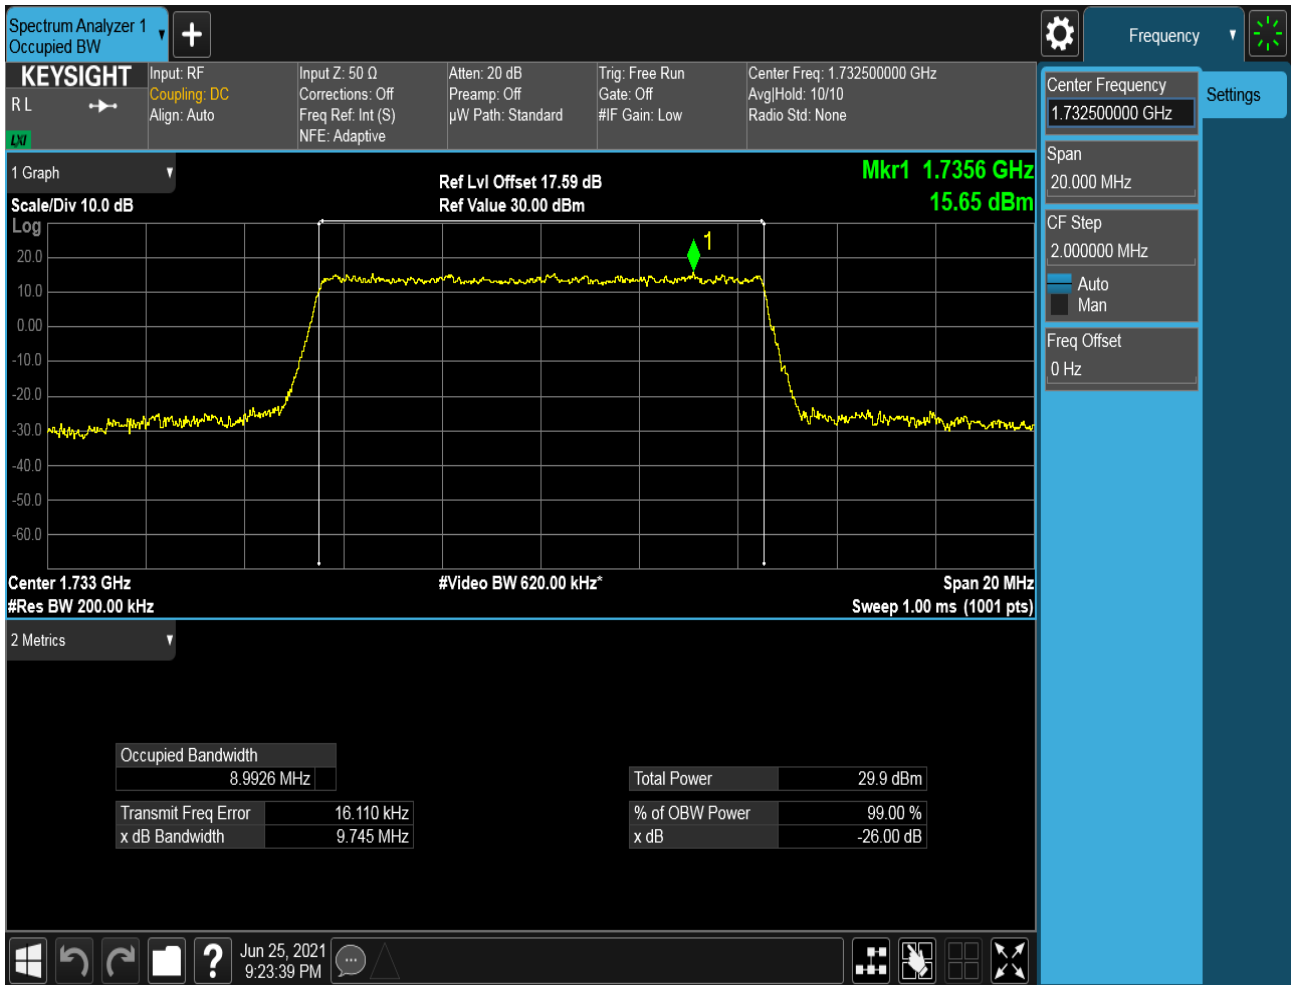 Spectrum Analyzer 1
Occupied BW
Frequency
KEYSIGHT
R L
LXI
Input: RF
Coupling: DC
Align: Auto
Input Z: 50 Ω
Corrections: Off
Freq Ref: Int (S)
NFE: Adaptive
Atten: 20 dB
Preamp: Off
µW Path: Standard
Trig: Free Run
Gate: Off
#IF Gain: Low
Center Freq: 1.732500000 GHz
Avg|Hold: 10/10
Radio Std: None
Center Frequency
1.732500000 GHz
Settings
Span
20.000 MHz
CF Step
2.000000 MHz
Auto
Man
Freq Offset
0 Hz
1 Graph
Scale/Div 10.0 dB
Ref Lvl Offset 17.59 dB
Ref Value 30.00 dBm
Mkr1 1.7356 GHz
15.65 dBm
Log
1
20.0
10.0
0.00
-10.0
-20.0
-30.0
-40.0
-50.0
-60.0
Center 1.733 GHz
#Video BW 620.00 kHz*
Span 20 MHz
#Res BW 200.00 kHz
Sweep 1.00 ms (1001 pts)
2 Metrics
Occupied Bandwidth
8.9926 MHz
Transmit Freq Error 16.110 kHz
x dB Bandwidth 9.745 MHz
Total Power 29.9 dBm
% of OBW Power 99.00 %
x dB -26.00 dB
?
Jun 25, 2021
9:23:39 PM